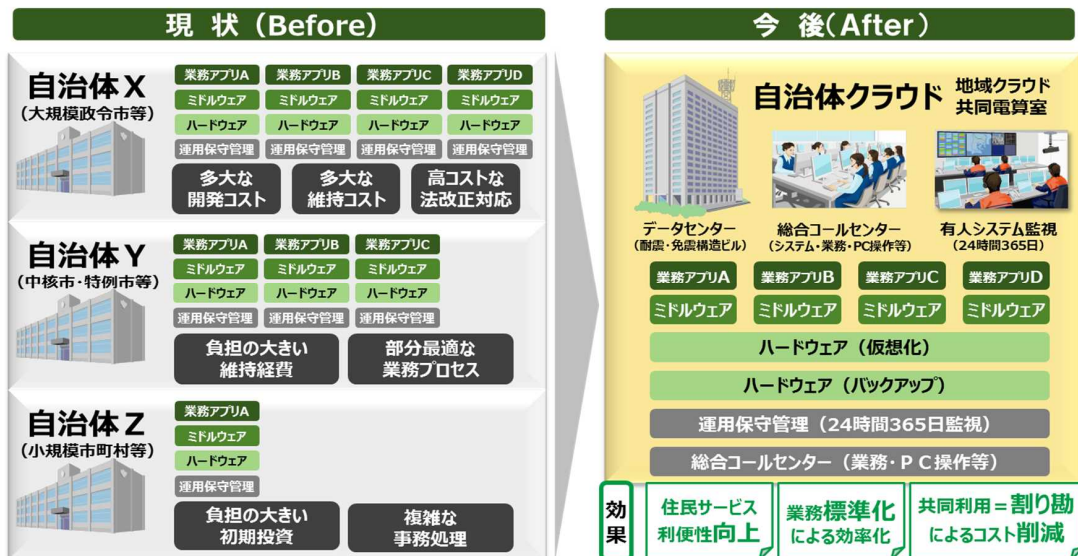 現 状（Before）
自治体X
（大規模政令市等）
業務アプリA 業務アプリB 業務アプリC 業務アプリD
ミドルウェア ミドルウェア ミドルウェア ミドルウェア
ハードウェア ハードウェア ハードウェア ハードウェア
運用保守管理 運用保守管理 運用保守管理 運用保守管理
多大な
開発コスト
多大な
維持コスト
高コストな
法改正対応
自治体Y
（中核市・特例市等）
業務アプリA 業務アプリB 業務アプリC
ミドルウェア ミドルウェア ミドルウェア
ハードウェア ハードウェア ハードウェア
運用保守管理 運用保守管理 運用保守管理
負担の大きい
維持経費
部分最適な
業務プロセス
自治体Z
（小規模市町村等）
業務アプリA
ミドルウェア
ハードウェア
運用保守管理
負担の大きい
初期投資
複雑な
事務処理
今 後（After）
自治体クラウド
地域クラウド
共同電算室
データセンター
（耐震・免震構造ビル）
総合コールセンター
（システム・業務・PC操作等）
有人システム監視
（24時間365日）
業務アプリA 業務アプリB 業務アプリC 業務アプリD
ミドルウェア ミドルウェア ミドルウェア ミドルウェア
ハードウェア（仮想化）
ハードウェア（バックアップ）
運用保守管理（24時間365日監視）
総合コールセンター（業務・ＰＣ操作等）
効果
住民サービス
利便性向上
業務標準化
による効率化
共同利用＝割り勘
によるコスト削減